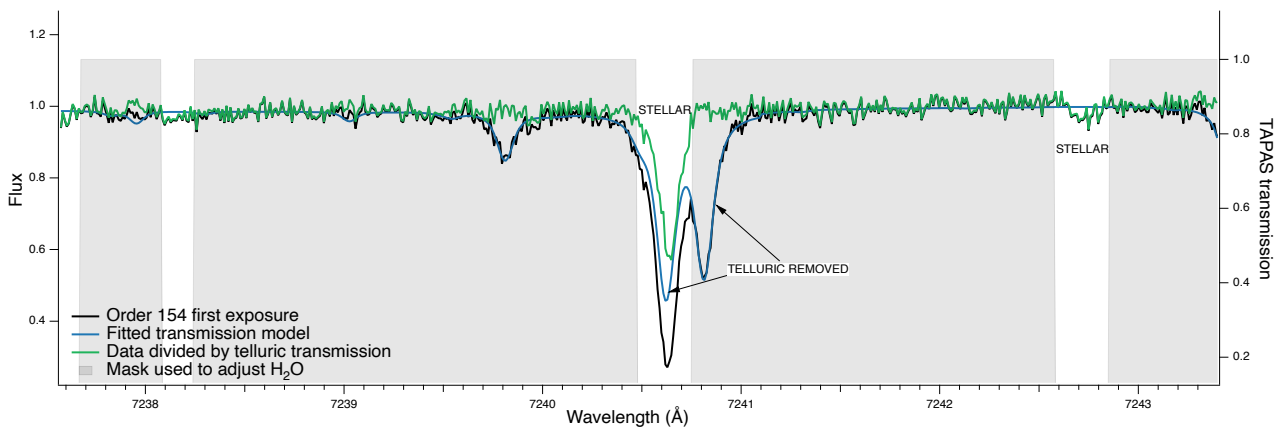 1.2
1.0
0.8
0.6
0.4
Flux
1.0
0.8
0.6
0.4
0.2
TAPAS transmission
STELLAR
STELLAR
TELLURIC REMOVED
Order 154 first exposure
Fitted transmission model
Data divided by telluric transmission
Mask used to adjust H₂O
7238
7239
7240
7241
7242
7243
Wavelength (Å)